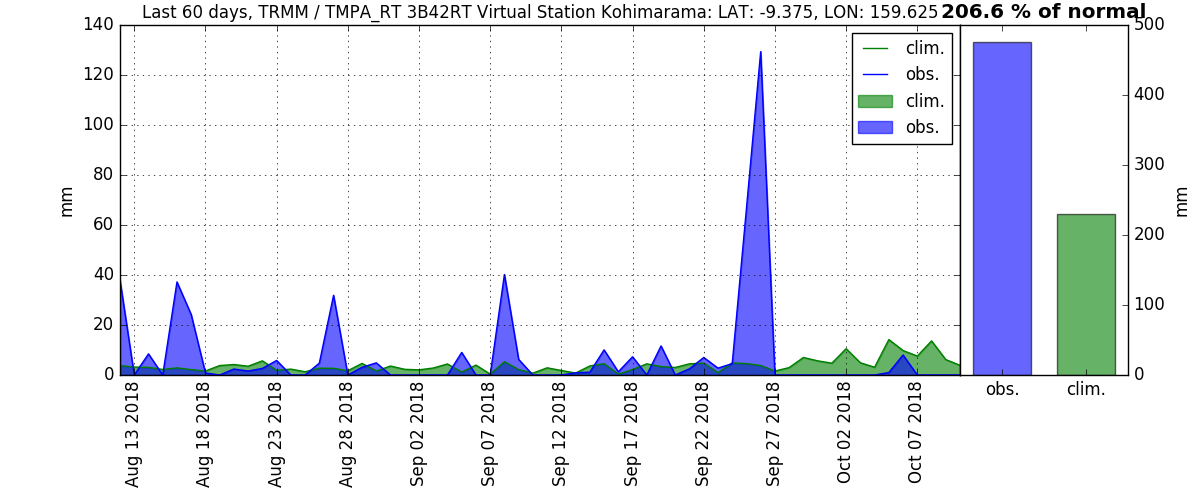 Last 60 days, TRMM / TMPA_RT 3B42RT Virtual Station Kohimarama: LAT: -9.375, LON: 159.625
206.6 % of normal
140
120
100
80
60
40
20
0
mm
clim.
obs.
clim.
obs.
500
400
300
200
100
0
mm
obs.
clim.
Aug 13 2018
Aug 18 2018
Aug 23 2018
Aug 28 2018
Sep 02 2018
Sep 07 2018
Sep 12 2018
Sep 17 2018
Sep 22 2018
Sep 27 2018
Oct 02 2018
Oct 07 2018